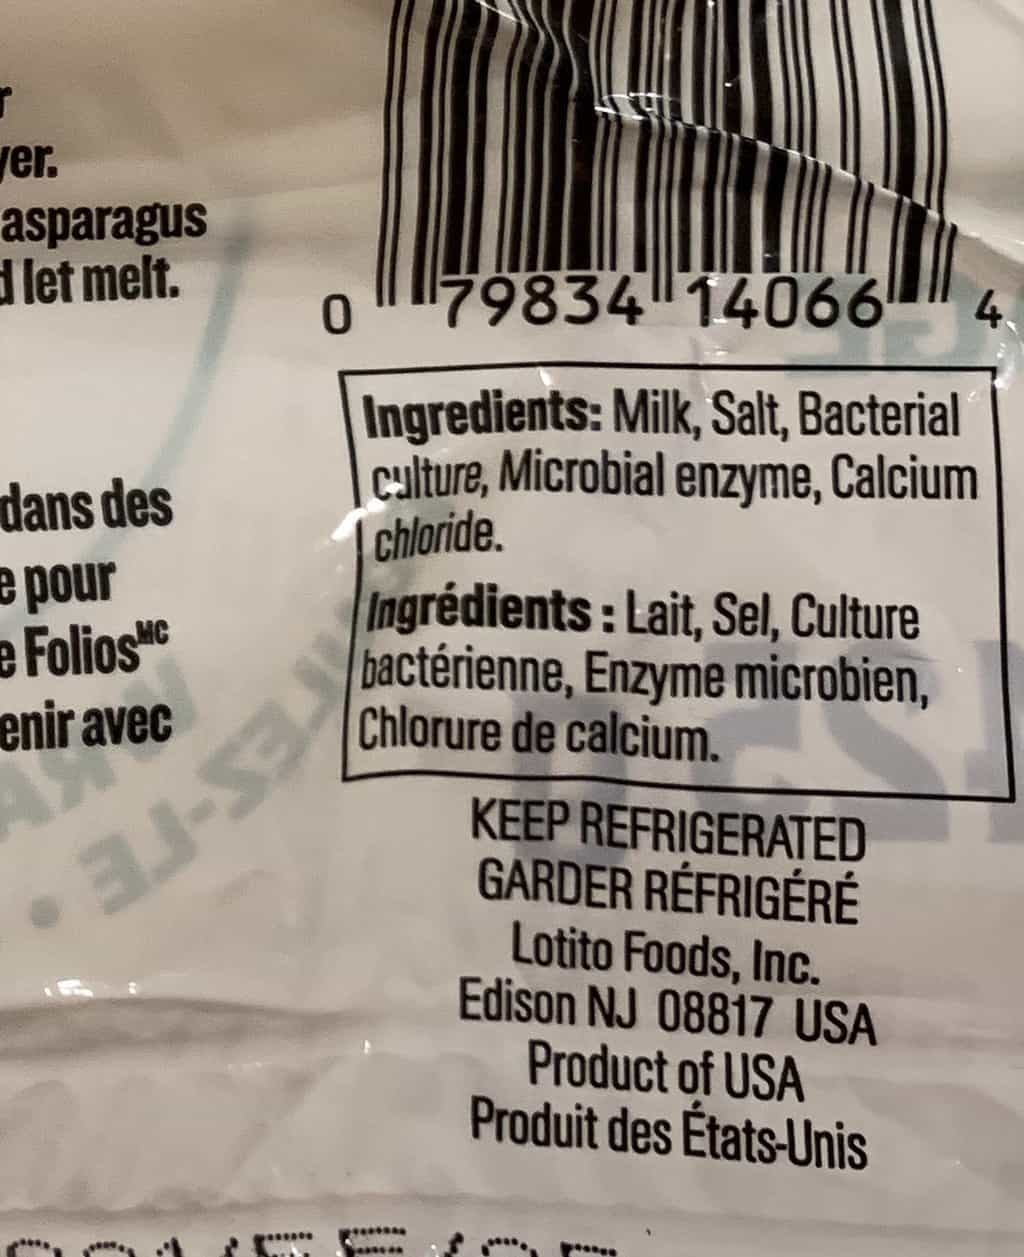 yer.
asparagus
d let melt.
dans des
e pour
e Folios^MC
enir avec
0 79834 14066 4
Ingredients: Milk, Salt, Bacterial
culture, Microbial enzyme, Calcium
chloride.
Ingrédients : Lait, Sel, Culture
bactérienne, Enzyme microbien,
Chlorure de calcium.
KEEP REFRIGERATED
GARDER RÉFRIGÉRÉ
Lotito Foods, Inc.
Edison NJ 08817 USA
Product of USA
Produit des États-Unis